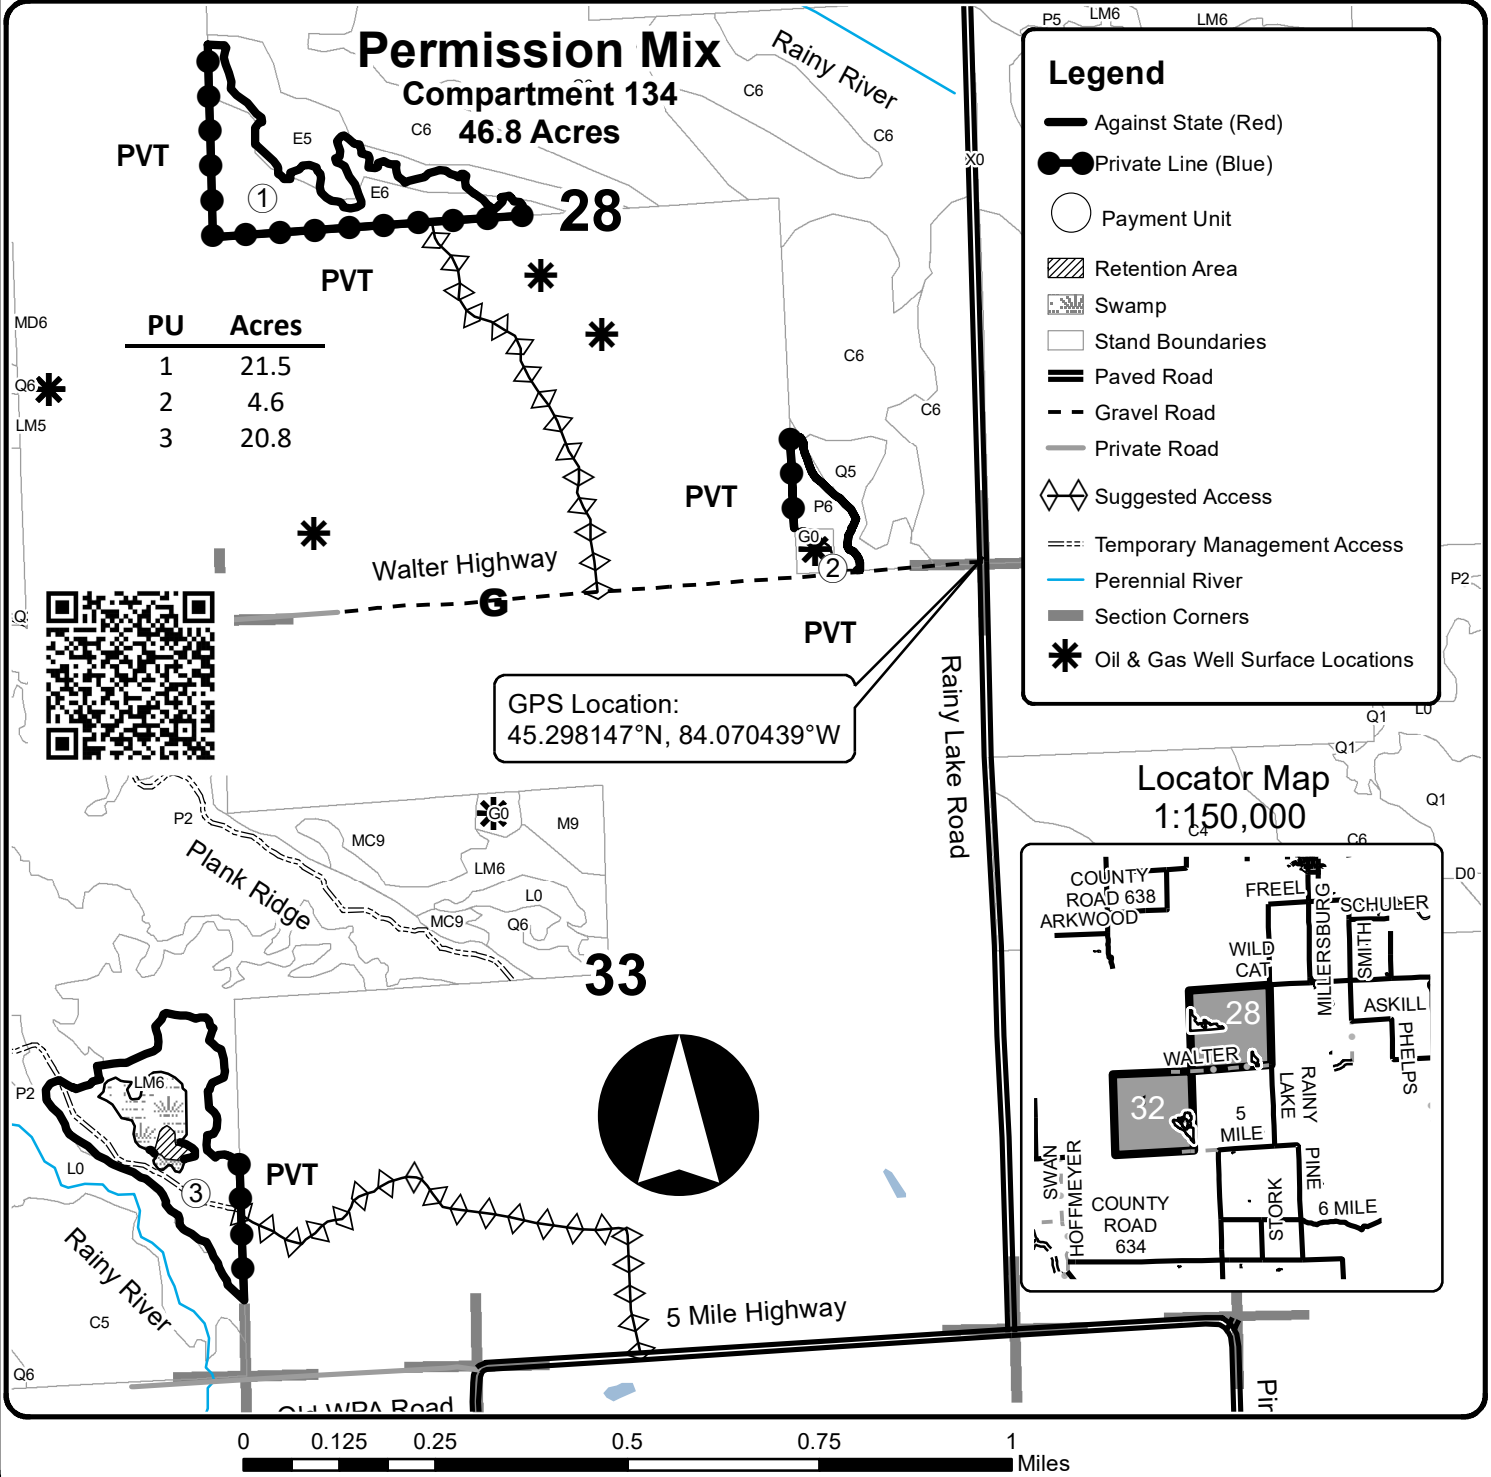 Permission Mix
Compartment 134
46.8 Acres
Rainy River
P5
LM6
LM6
C6
C6
C6
X0
PVT
E5
E6
1
28
PVT
MD6
Q6
LM5
PU Acres
1 21.5
2 4.6
3 20.8
C6
C6
PVT
Q5
P6
G0
2
Walter Highway
G
Q
PVT
GPS Location:
45.298147°N, 84.070439°W
Rainy Lake Road
Legend
Against State (Red)
Private Line (Blue)
Payment Unit
Retention Area
Swamp
Stand Boundaries
Paved Road
Gravel Road
Private Road
Suggested Access
Temporary Management Access
Perennial River
Section Corners
Oil & Gas Well Surface Locations
P2
L0
Q1
Q1
Q1
C4
C6
D0
P2
MC9
G0
M9
LM6
L0
MC9
Q6
Plank Ridge
33
LM6
P2
L0
3
PVT
Rainy River
C5
Q6
5 Mile Highway
Old WPA Road
Pir
Locator Map
1:150,000
COUNTY
ROAD 638
ARKWOOD
FREEL
MILLERSBURG
SCHULER
SMITH
WILD
CAT
28
ASKILL
PHELPS
WALTER
RAINY
LAKE
32
5
MILE
SWAN
HOFFMEYER
PINE
STORK
6 MILE
COUNTY
ROAD
634
0 0.125 0.25 0.5 0.75 1
Miles